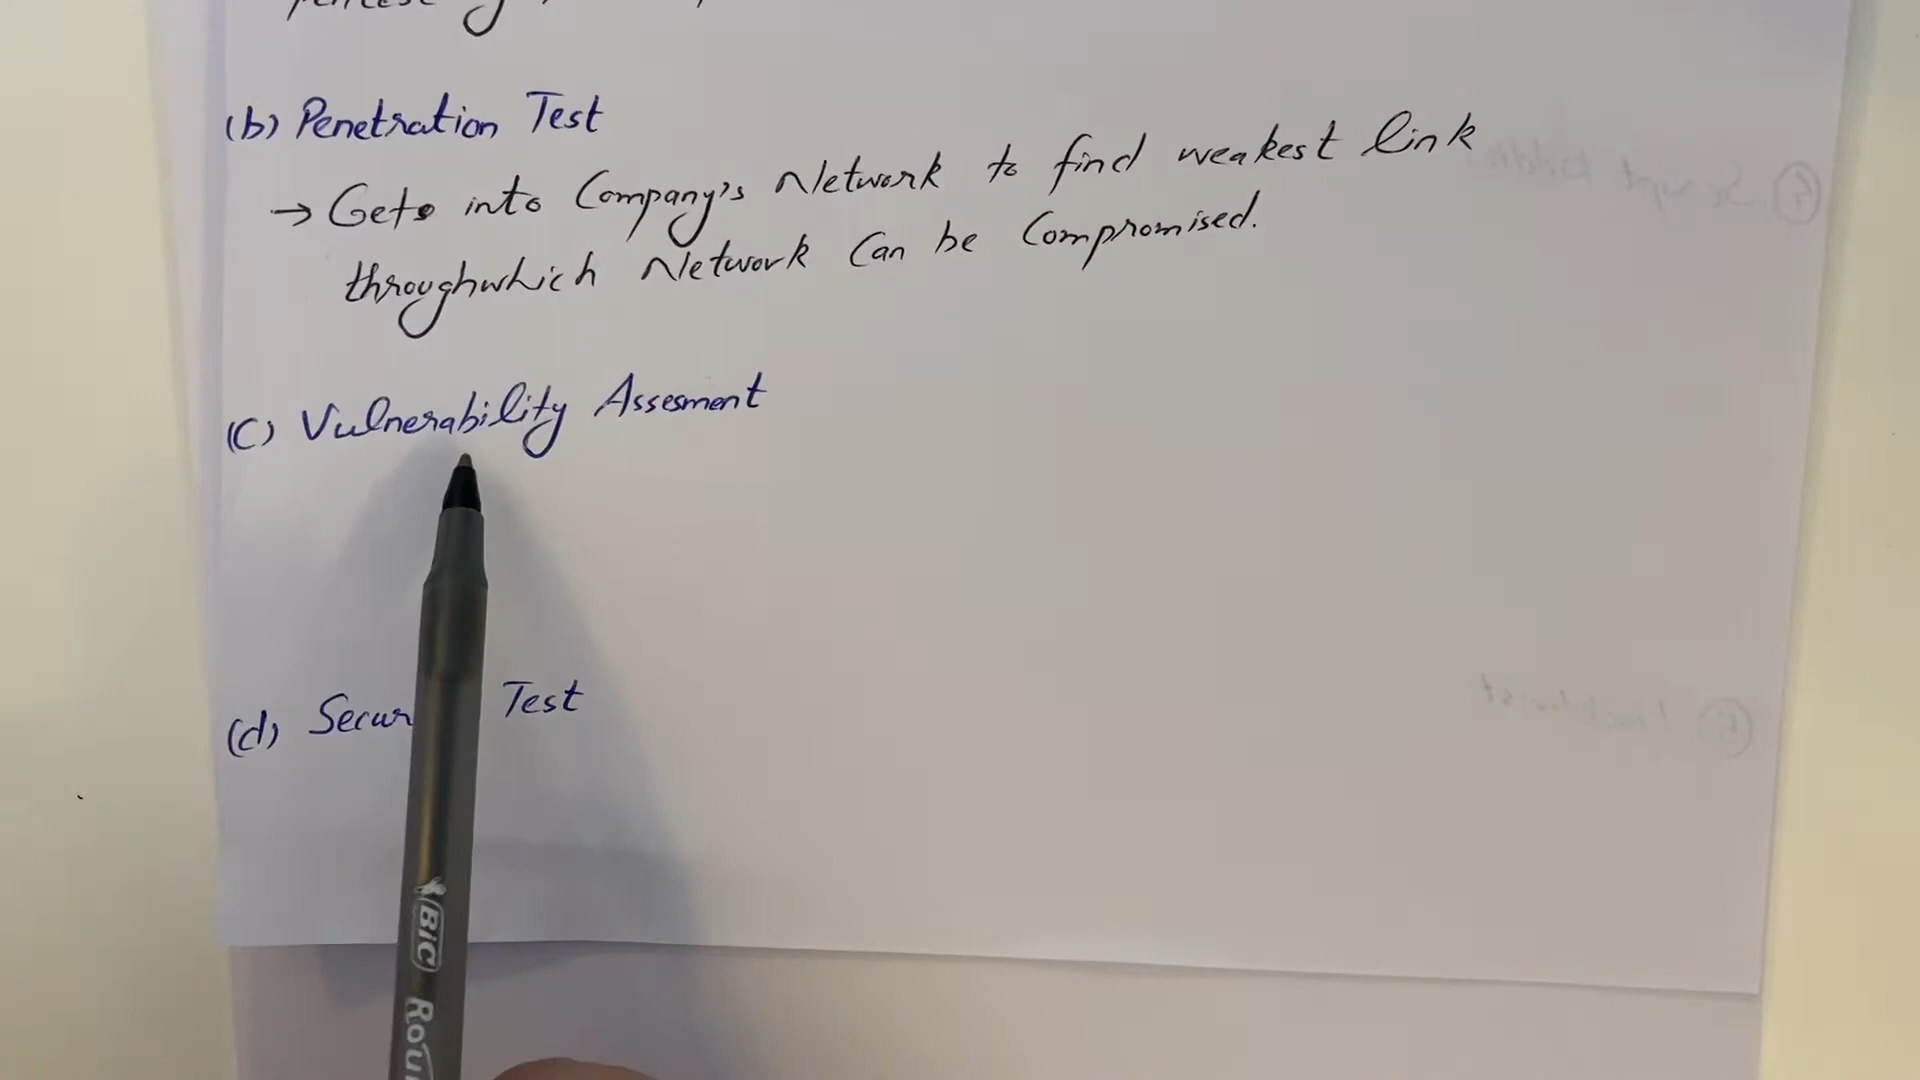 (b) Penetration Test
→ Gets into Company's Network to find weakest link
throughwhich Network Can be Compromised.
(C) Vulnerability Assesment
(d) Secur Test
BIC
Roun